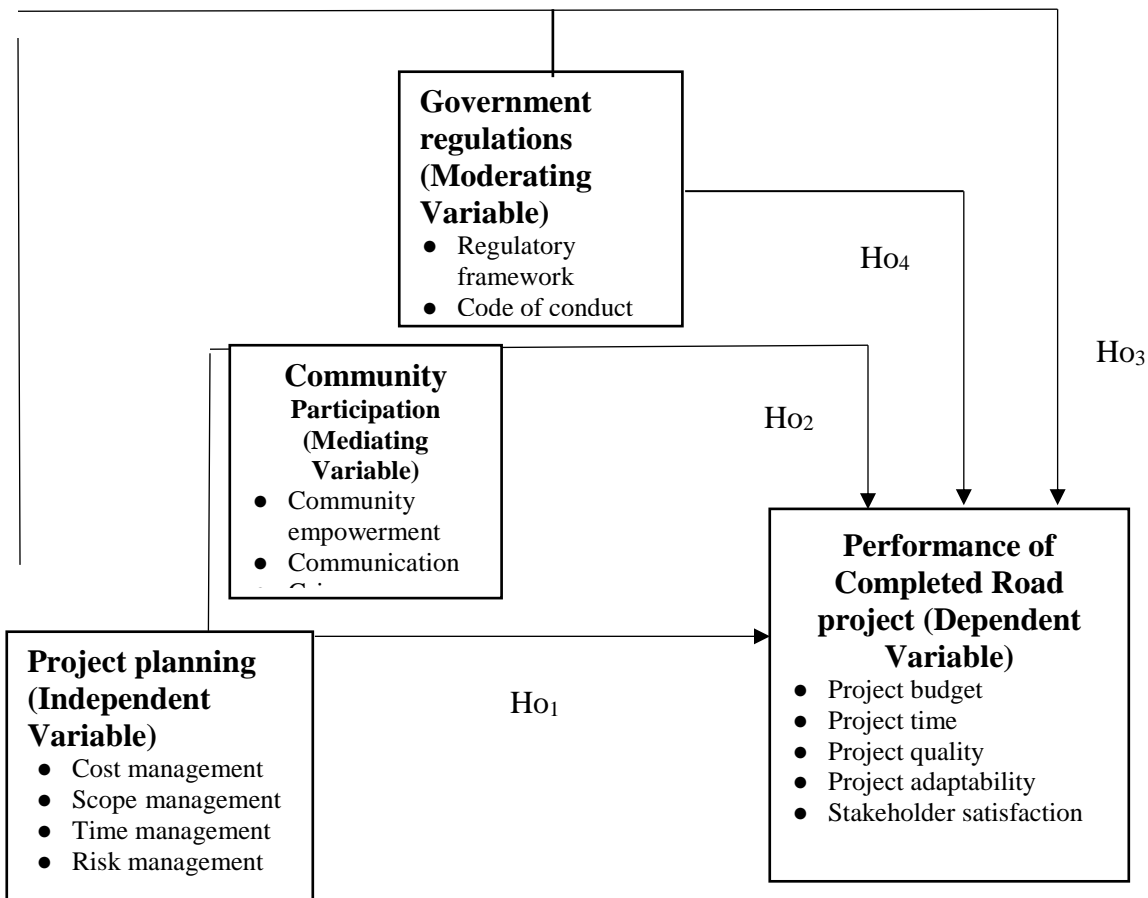 Government
regulations
(Moderating
Variable)
● Regulatory
framework
● Code of conduct
Ho4
Ho3
Community
Participation
(Mediating
Variable)
● Community
empowerment
● Communication
●
Ho2
Performance of
Completed Road
project (Dependent
Variable)
● Project budget
● Project time
● Project quality
● Project adaptability
● Stakeholder satisfaction
Project planning
(Independent
Variable)
● Cost management
● Scope management
● Time management
● Risk management
Ho1